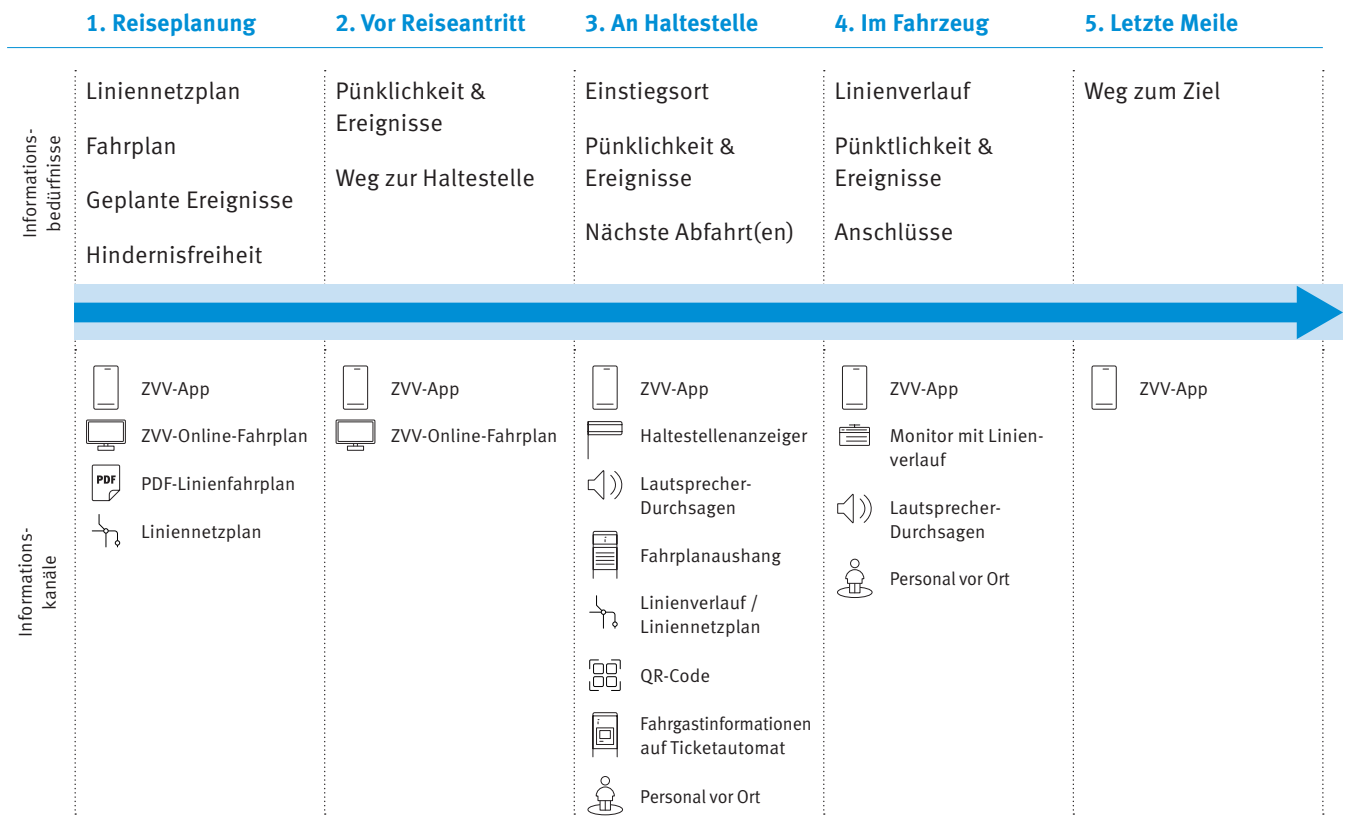 1. Reiseplanung
2. Vor Reiseantritt
3. An Haltestelle
4. Im Fahrzeug
5. Letzte Meile
Informations-
bedürfnisse
Liniennetzplan
Fahrplan
Geplante Ereignisse
Hindernisfreiheit
Pünklichkeit &
Ereignisse
Weg zur Haltestelle
Einstiegsort
Pünklichkeit &
Ereignisse
Nächste Abfahrt(en)
Linienverlauf
Pünktlichkeit &
Ereignisse
Anschlüsse
Weg zum Ziel
Informations-
kanäle
ZVV-App
ZVV-Online-Fahrplan
PDF
PDF-Linienfahrplan
Liniennetzplan
ZVV-App
ZVV-Online-Fahrplan
ZVV-App
Haltestellenanzeiger
Lautsprecher-
Durchsagen
i
Fahrplanaushang
Linienverlauf /
Liniennetzplan
QR-Code
i
Fahrgastinformationen
auf Ticketautomat
Personal vor Ort
ZVV-App
Monitor mit Linien-
verlauf
Lautsprecher-
Durchsagen
Personal vor Ort
ZVV-App